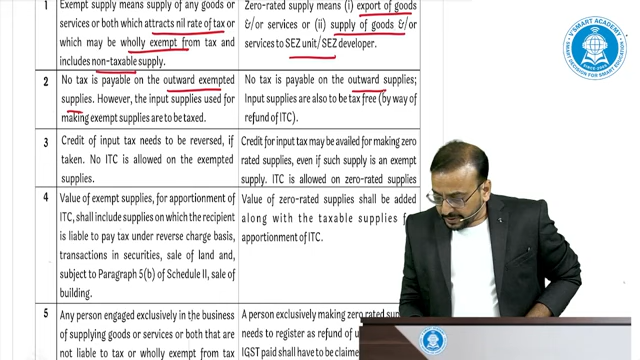 1
Exempt supply means supply of any goods or
services or both which attracts nil rate of tax
or which may be wholly exempt from tax and
includes non-taxable supply.
Zero-rated supply means (i) export of goods
&/or services or (ii) supply of goods &/or
services to SEZ unit/SEZ developer.
2
No tax is payable on the outward exempted
supplies. However, the input supplies used for
making exempt supplies are to be taxed.
No tax is payable on the outward supplies;
Input supplies are also to be tax free (by way of
refund of ITC).
3
Credit of input tax needs to be reversed, if
taken. No ITC is allowed on the exempted
supplies.
Credit for input tax may be availed for making zero
rated supplies, even if such supply is an exempt
supply. ITC is allowed on zero-rated supplies
4
Value of exempt supplies, for apportionment of
ITC, shall include supplies on which the recipient
is liable to pay tax under reverse charge basis,
transactions in securities, sale of land and,
subject to Paragraph 5(b) of Schedule II, sale of
building.
Value of zero-rated supplies shall be added
along with the taxable supplies
apportionment of ITC.
5
Any person engaged exclusively in the business
of supplying goods or services or both that
are not liable to tax or wholly exempt from tax
A person exclusively making zero rated
needs to register as refund of
IGST paid shall have to be
V SMART ACADEMY